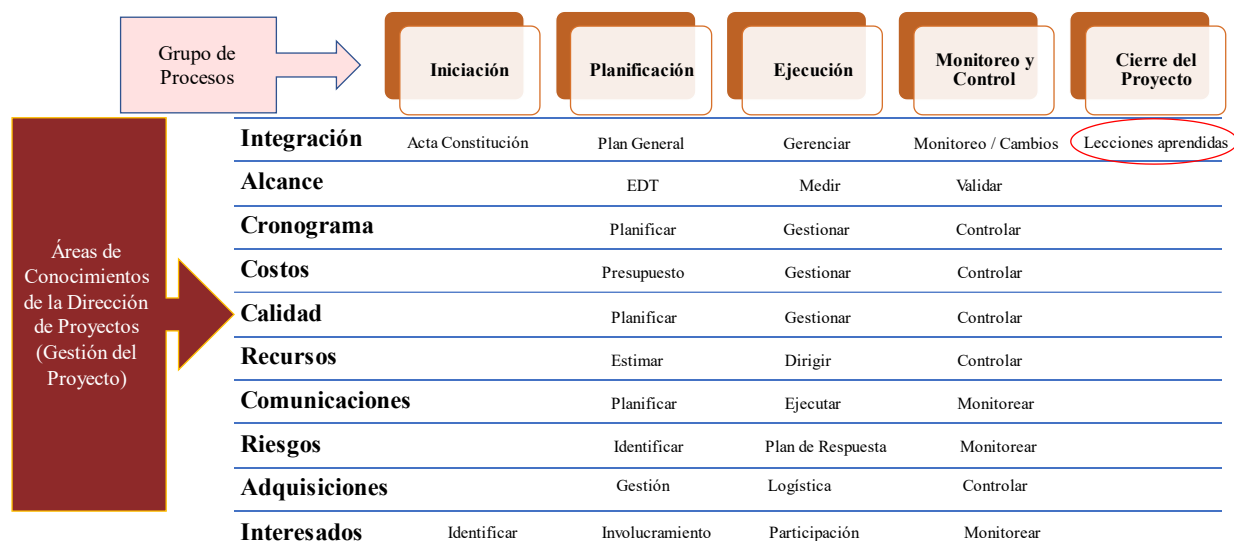 Grupo de
Procesos
Iniciación
Planificación
Ejecución
Monitoreo y
Control
Cierre del
Proyecto
Áreas de
Conocimientos
de la Dirección
de Proyectos
(Gestión del
Proyecto)
Integración Acta Constitución Plan General Gerenciar Monitoreo / Cambios Lecciones aprendidas
Alcance EDT Medir Validar
Cronograma Planificar Gestionar Controlar
Costos Presupuesto Gestionar Controlar
Calidad Planificar Gestionar Controlar
Recursos Estimar Dirigir Controlar
Comunicaciones Planificar Ejecutar Monitorear
Riesgos Identificar Plan de Respuesta Monitorear
Adquisiciones Gestión Logística Controlar
Interesados Identificar Involucramiento Participación Monitorear